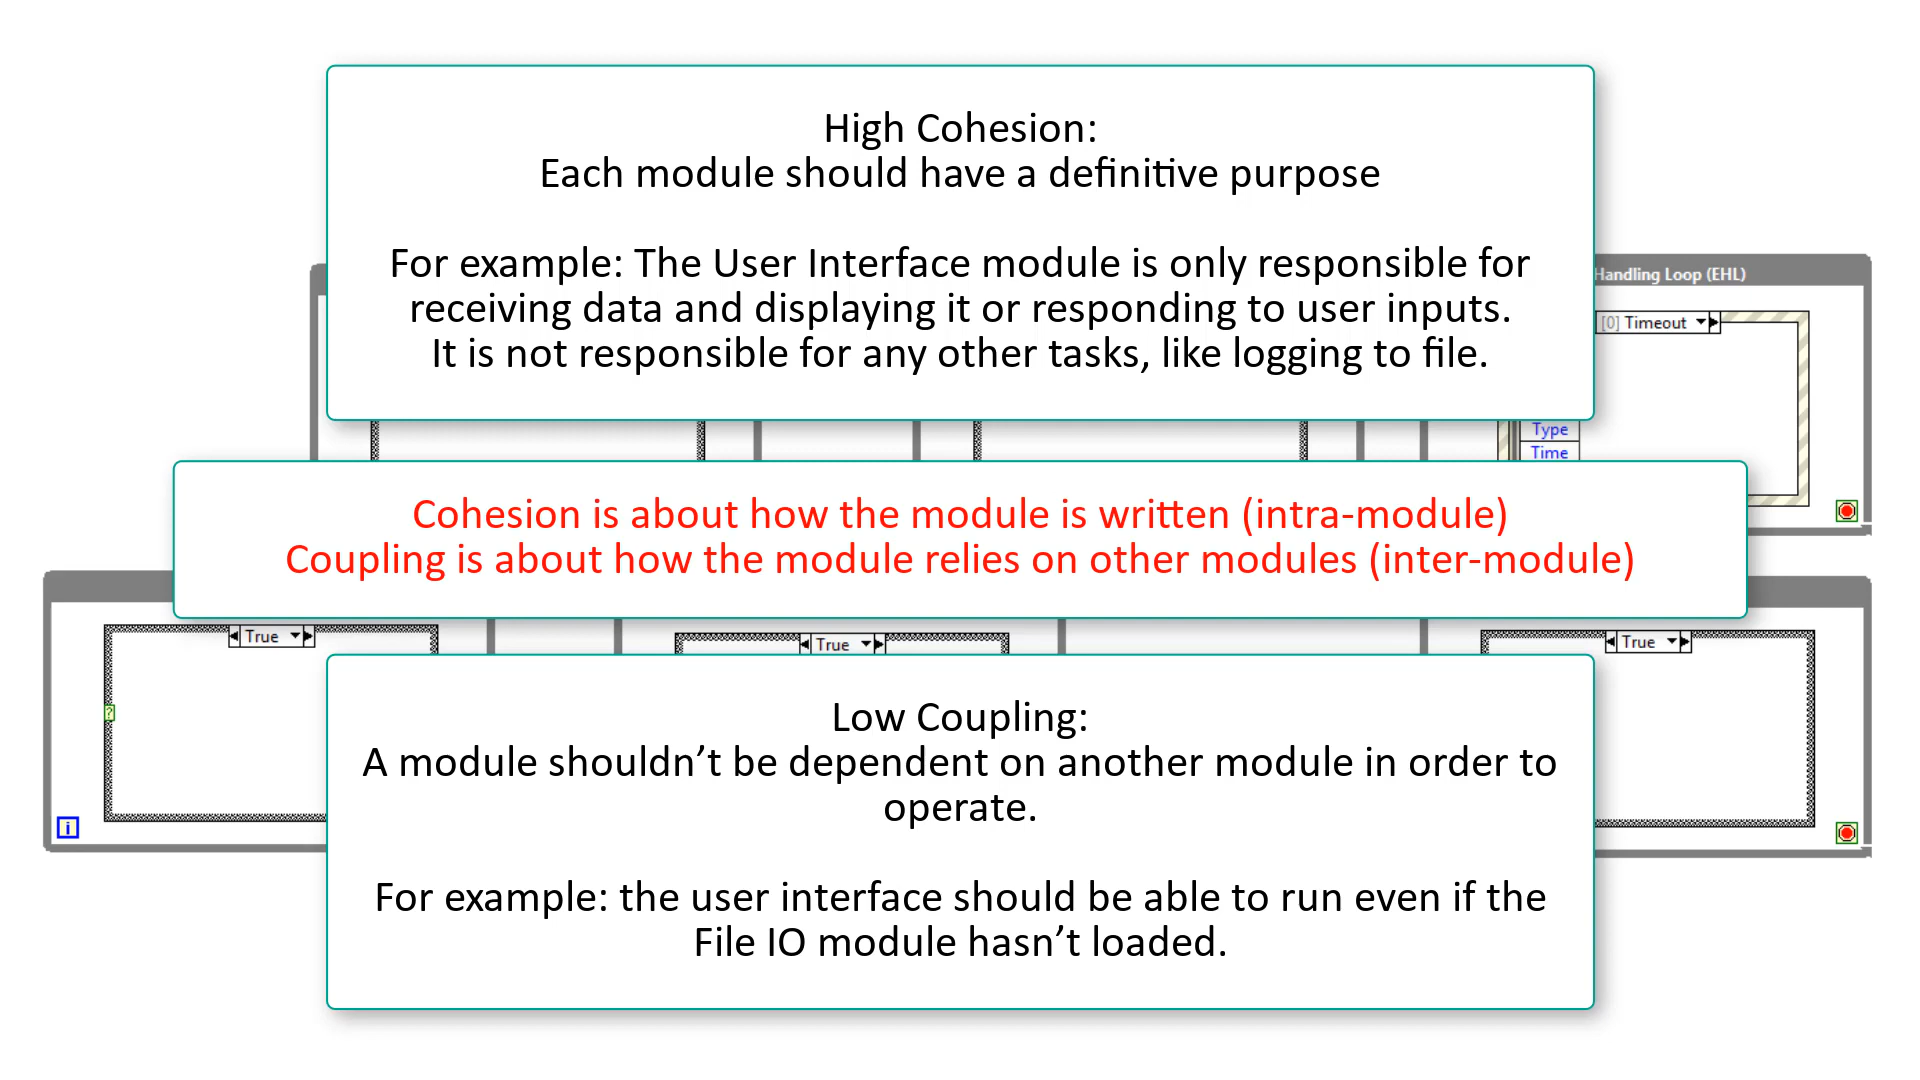 High Cohesion:
Each module should have a definitive purpose
For example: The User Interface module is only responsible for
receiving data and displaying it or responding to user inputs.
It is not responsible for any other tasks, like logging to file.
Handling Loop (EHL)
[0] Timeout
Type
Time
Cohesion is about how the module is written (intra-module)
Coupling is about how the module relies on other modules (inter-module)
True
True
True
?
i
Low Coupling:
A module shouldn’t be dependent on another module in order to
operate.
For example: the user interface should be able to run even if the
File IO module hasn’t loaded.